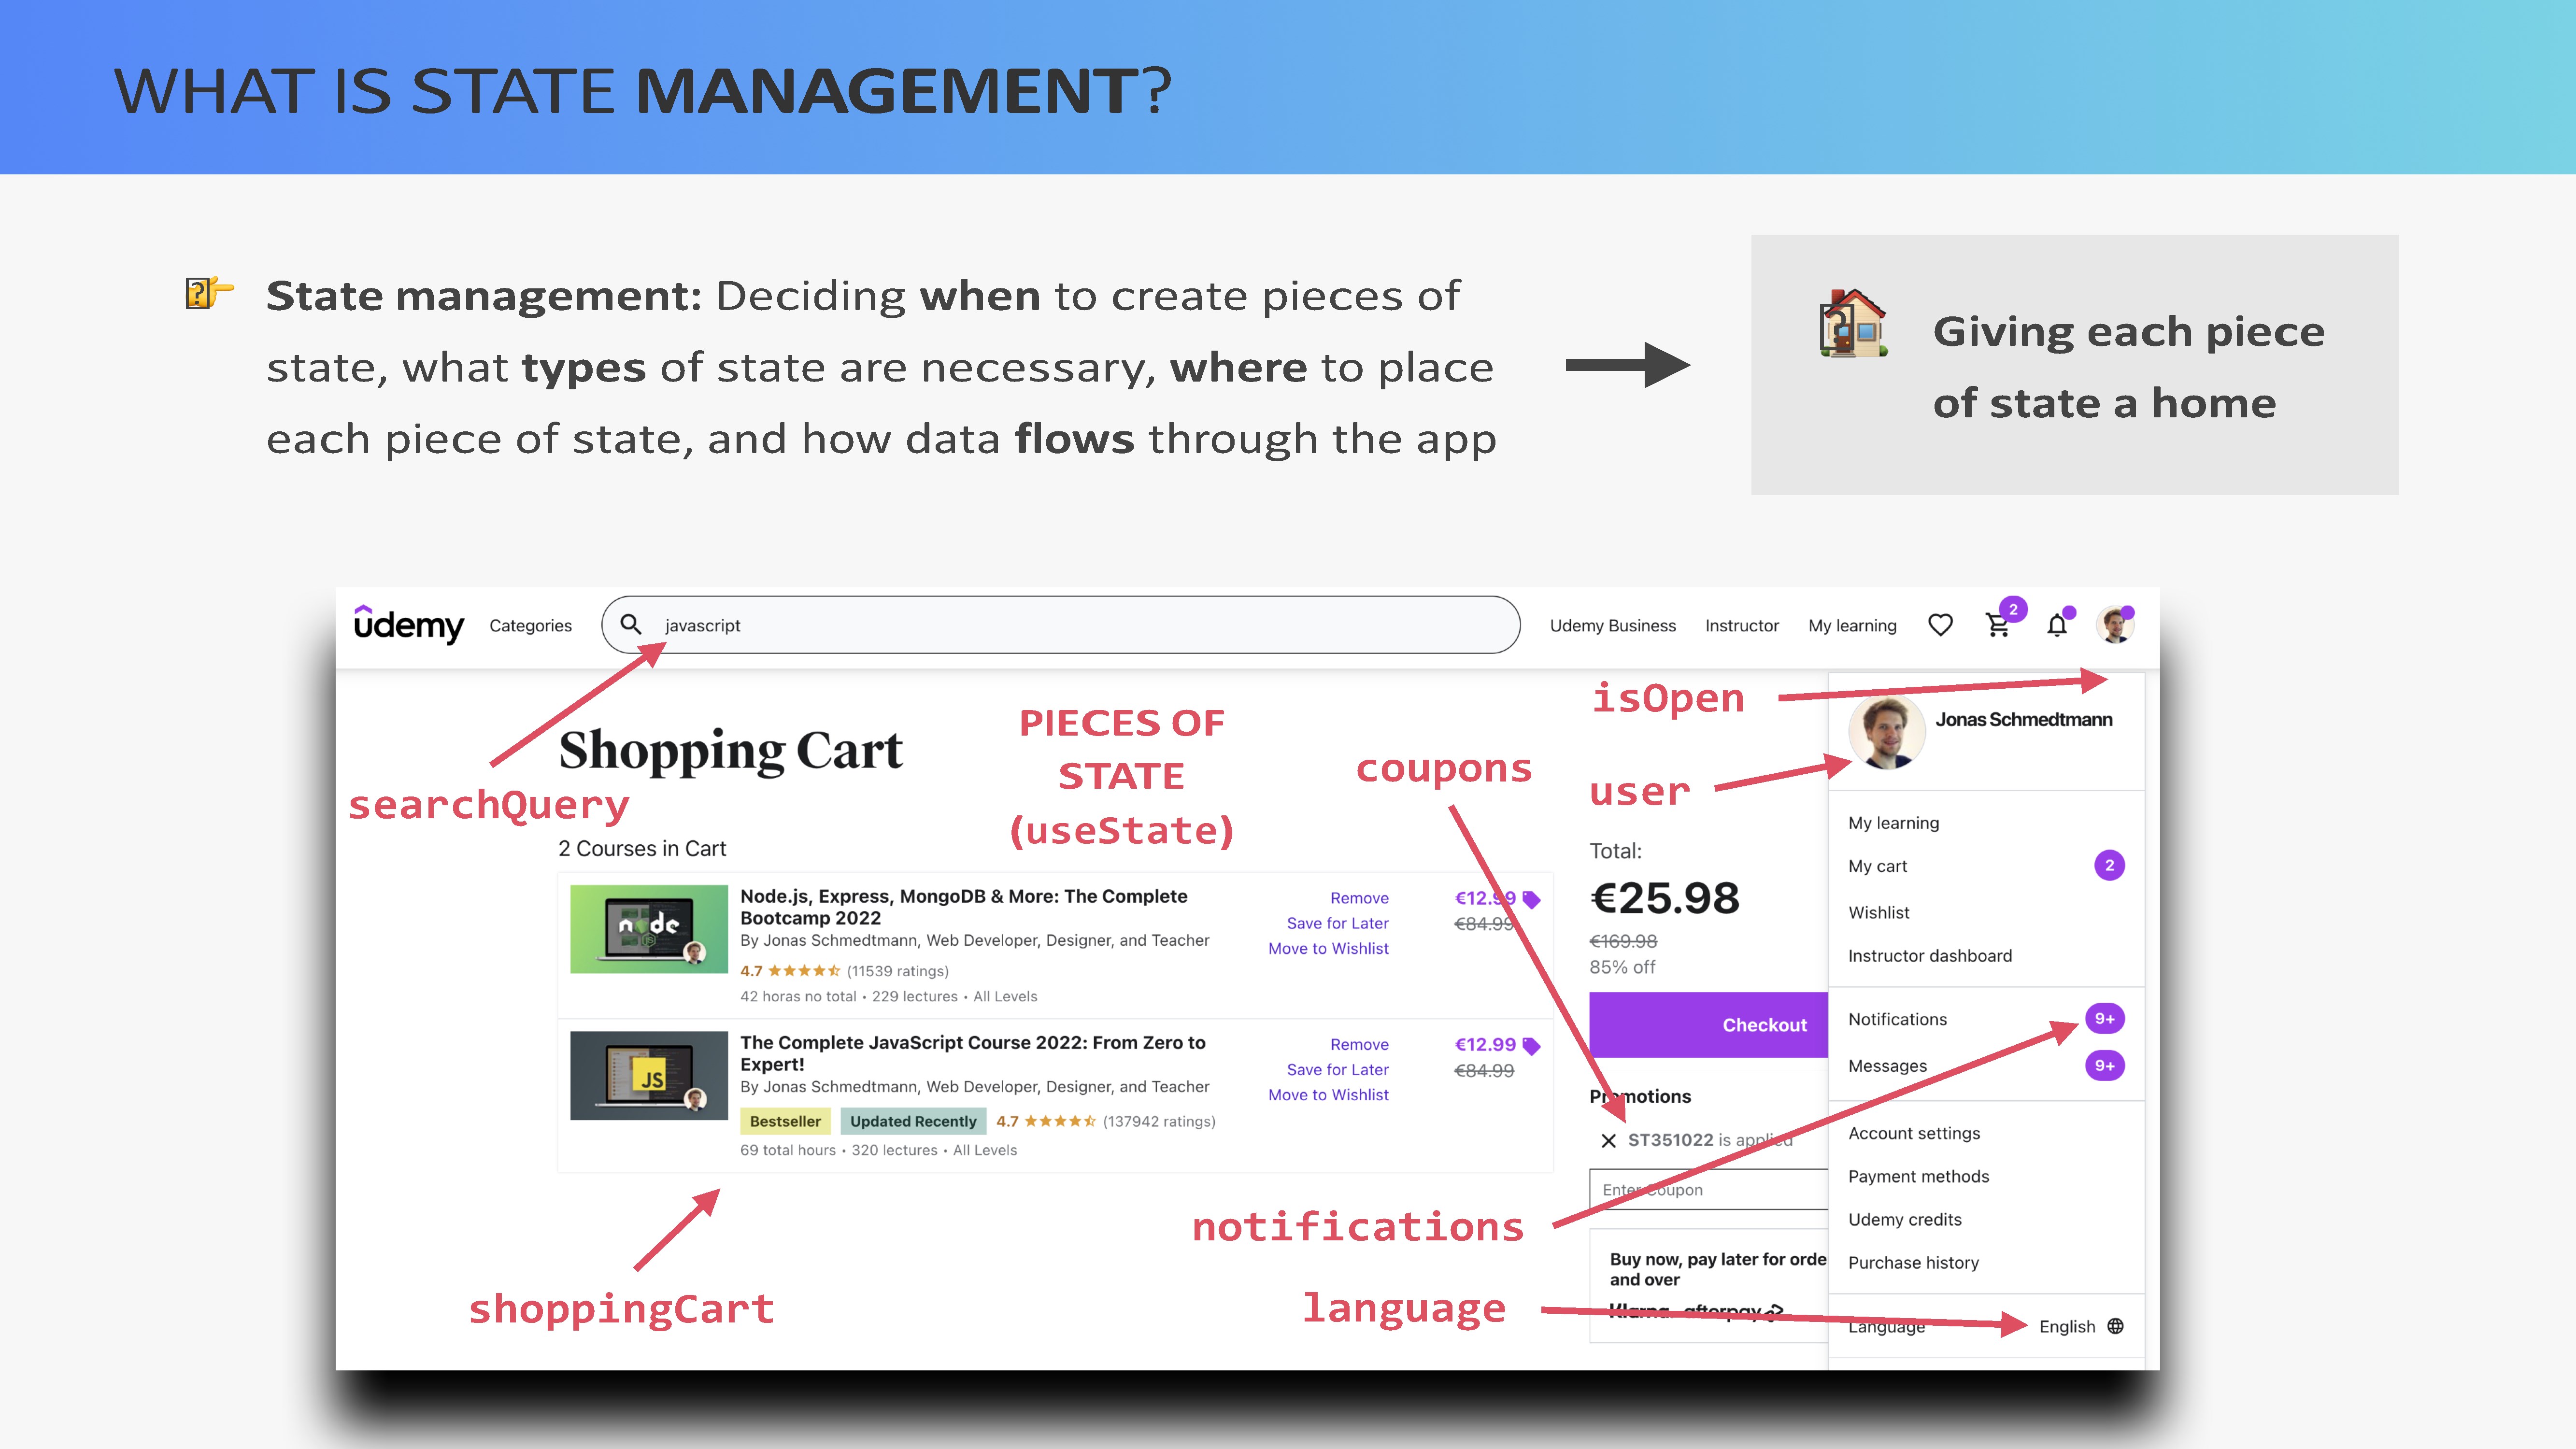 WHAT IS STATE MANAGEMENT?
State management: Deciding when to create pieces of
state, what types of state are necessary, where to place
each piece of state, and how data flows through the app
Giving each piece
of state a home
udemy
Categories
javascript
Udemy Business
Instructor
My learning
2
searchQuery
Shopping Cart
PIECES OF
STATE
(useState)
coupons
isOpen
user
Jonas Schmedtmann
2 Courses in Cart
node
Node.js, Express, MongoDB & More: The Complete
Bootcamp 2022
By Jonas Schmedtmann, Web Developer, Designer, and Teacher
4.7 (11539 ratings)
42 horas no total • 229 lectures • All Levels
Remove
Save for Later
Move to Wishlist
€12.99
€84.99
JS
The Complete JavaScript Course 2022: From Zero to
Expert!
By Jonas Schmedtmann, Web Developer, Designer, and Teacher
Bestseller
Updated Recently
4.7 (137942 ratings)
69 total hours • 320 lectures • All Levels
Remove
Save for Later
Move to Wishlist
€12.99
€84.99
shoppingCart
Total:
€25.98
€169.98
85% off
Checkout
Promotions
ST351022 is applied
Enter Coupon
Buy now, pay later for orde
and over
Klarna. afterpay
notifications
language
My learning
My cart
2
Wishlist
Instructor dashboard
Notifications
9+
Messages
9+
Account settings
Payment methods
Udemy credits
Purchase history
Language
English